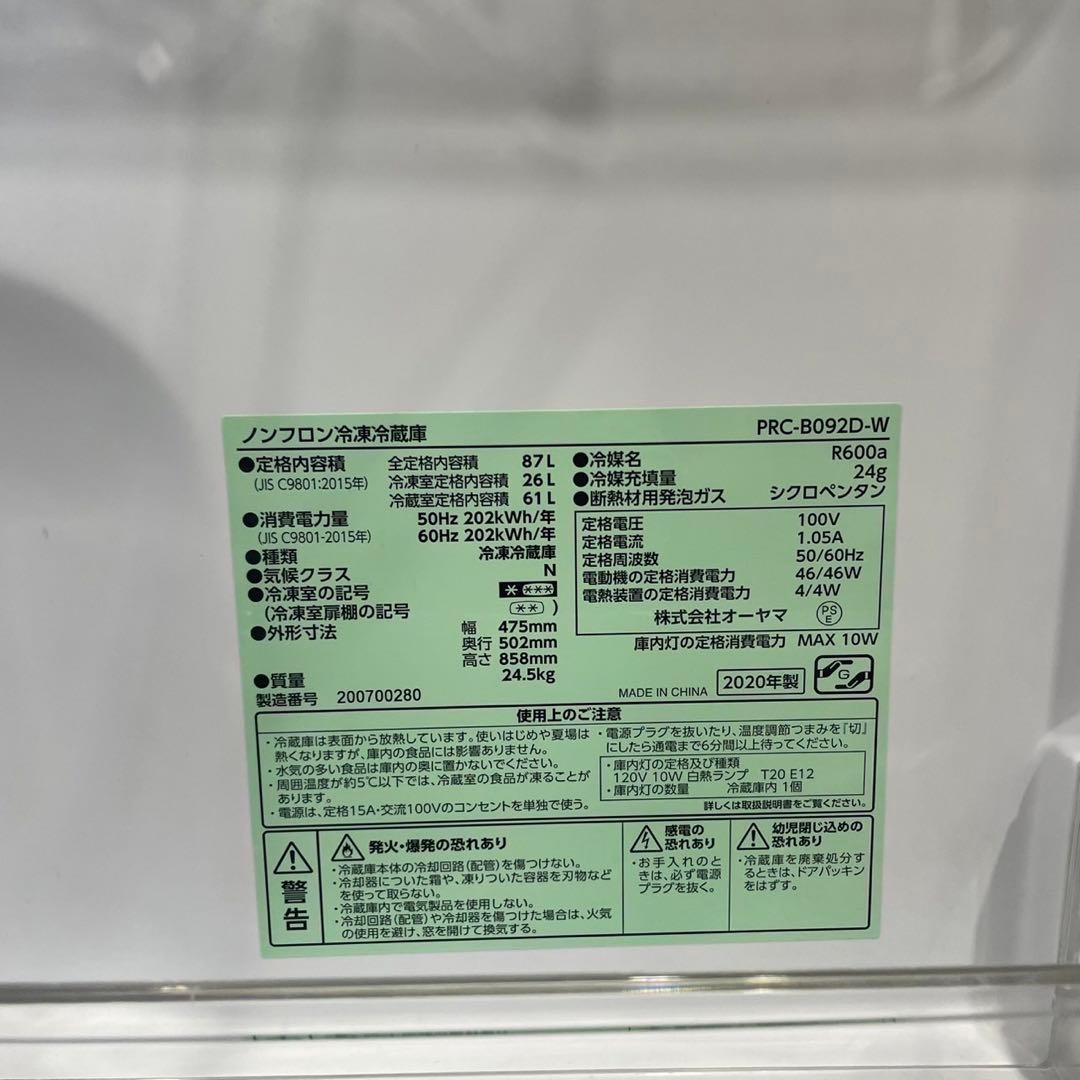 ノンフロン冷凍冷蔵庫 PRC-B092D-W
●定格内容積 全定格内容積 87L
(JIS C9801:2015年) 冷凍室定格内容積 26L
冷蔵室定格内容積 61L
●消費電力量 50Hz 202kWh/年
(JIS C9801-2015年) 60Hz 202kWh/年
●種類 冷凍冷蔵庫
●気候クラス N
●冷凍室の記号
(冷凍室扉棚の記号 )
●外形寸法 幅 475mm
奥行 502mm
高さ 858mm
●質量 24.5kg
製造番号 200700280
●冷媒名 R600a
●冷媒充填量 24g
●断熱材用発泡ガス シクロペンタン
定格電圧 100V
定格電流 1.05A
定格周波数 50/60Hz
電動機の定格消費電力 46/46W
電熱装置の定格消費電力 4/4W
株式会社オーヤマ PSE
庫内灯の定格消費電力 MAX 10W
MADE IN CHINA 2020年製 G
使用上のご注意
・冷蔵庫は表面から放熱しています。使いはじめや夏場は
熱くなりますが、庫内の食品には影響ありません。
・水気の多い食品は庫内の奥に置かないでください。
・周囲温度が約5℃以下では、冷蔵室の食品が凍ることが
あります。
・電源は、定格15A・交流100Vのコンセントを単独で使う。
・電源プラグを抜いたり、温度調節つまみを「切」
にしたら通電まで6分間以上待ってください。
・庫内灯の定格及び種類
120V 10W 白熱ランプ T20 E12
・庫内灯の数量 冷蔵庫内 1個
詳しくは取扱説明書をご覧ください。
警告
発火・爆発の恐れあり
・冷蔵庫本体の冷却回路(配管)を傷つけない。
・冷却器についた霜や、凍りついた容器を刃物など
を使って取らない。
・冷蔵庫内で電気製品を使用しない。
・冷却回路(配管)や冷却器を傷つけた場合は、火気
の使用を避け、窓を開けて換気する。
感電の
恐れあり
・お手入れのと
きは、必ず電源
プラグを抜く。
幼児閉じ込めの
恐れあり
・冷蔵庫を廃棄処分す
るときは、ドアパッキン
をはずす。